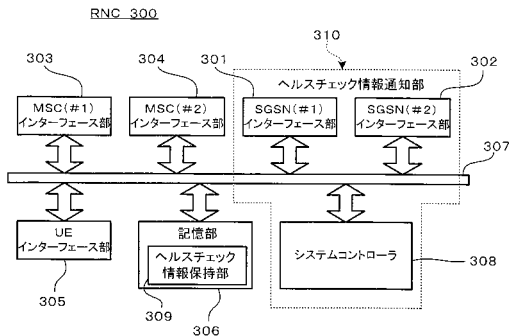 RNC 300
310
303
304
301
302
ヘルスチェック情報通知部
MSC(#1)
インターフェース部
MSC(#2)
インターフェース部
SGSN(#1)
インターフェース部
SGSN(#2)
インターフェース部
307
UE
インターフェース部
記憶部
ヘルスチェック
情報保持部
システムコントローラ
305
309
306
308